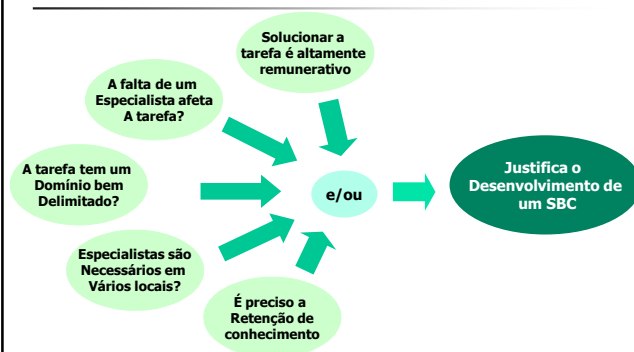 Solucionar a
tarefa é altamente
remunerativo
A falta de um
Especialista afeta
A tarefa?
A tarefa tem um
Domínio bem
Delimitado?
Especialistas são
Necessários em
Vários locais?
É preciso a
Retenção de
conhecimento
e/ou
Justifica o
Desenvolvimento de
um SBC